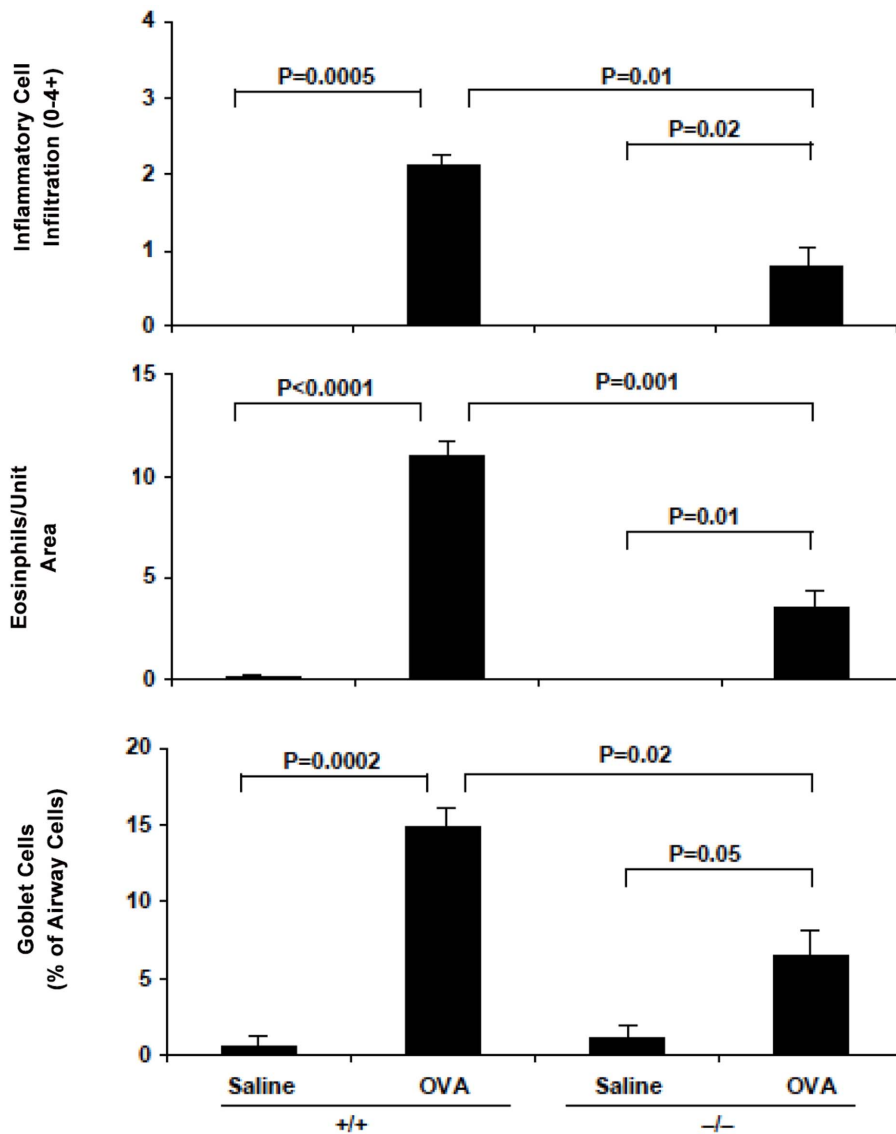 Inflammatory Cell
Infiltration (0-4+)
4
3
2
1
0
P=0.0005
P=0.01
P=0.02
Eosinphils/Unit
Area
15
10
5
0
P<0.0001
P=0.001
P=0.01
Goblet Cells
(% of Airway Cells)
20
15
10
5
0
P=0.0002
P=0.02
P=0.05
Saline OVA Saline OVA
+/+ –/–